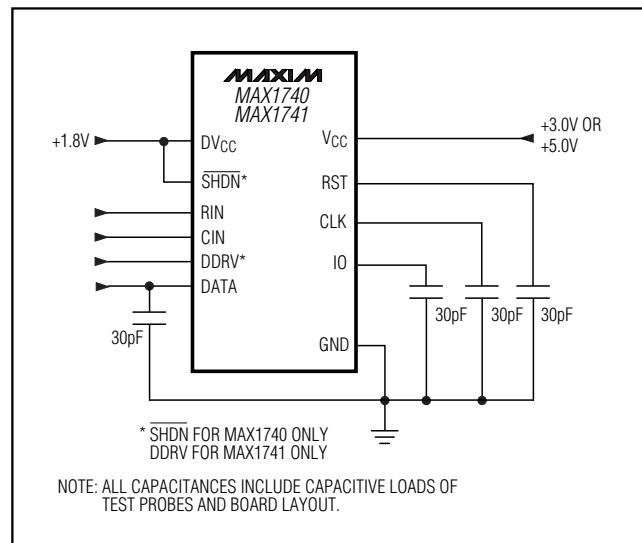 MAXIM
MAX1740
MAX1741
+1.8V
DVCC
SHDN*
RIN
CIN
DDRV*
DATA
30pF
VCC
+3.0V OR
+5.0V
RST
CLK
IO
30pF
30pF
30pF
GND
* SHDN FOR MAX1740 ONLY
DDRV FOR MAX1741 ONLY
NOTE: ALL CAPACITANCES INCLUDE CAPACITIVE LOADS OF
TEST PROBES AND BOARD LAYOUT.